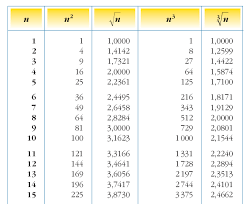 n n² √n n³ ∛n
1 1 1,0000 1 1,0000
2 4 1,4142 8 1,2599
3 9 1,7321 27 1,4422
4 16 2,0000 64 1,5874
5 25 2,2361 125 1,7100
6 36 2,4495 216 1,8171
7 49 2,6458 343 1,9129
8 64 2,8284 512 2,0000
9 81 3,0000 729 2,0801
10 100 3,1623 1 000 2,1544
11 121 3,3166 1 331 2,2240
12 144 3,4641 1 728 2,2894
13 169 3,6056 2 197 2,3513
14 196 3,7417 2 744 2,4101
15 225 3,8730 3 375 2,4662